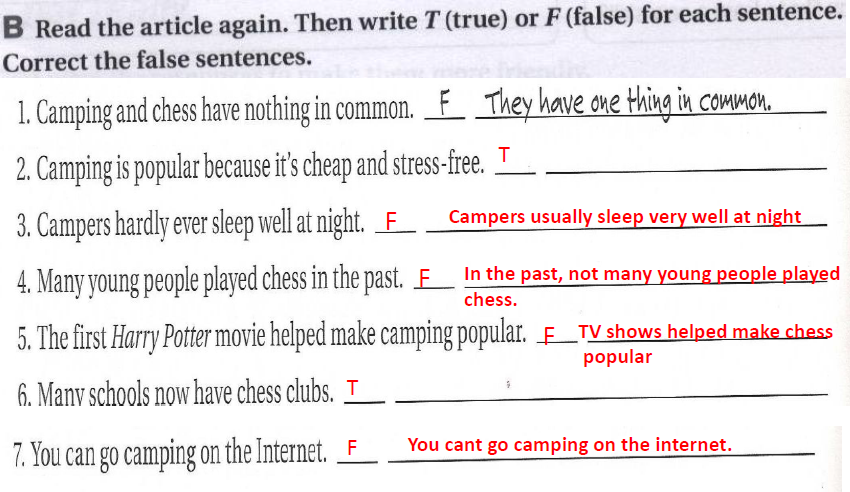 B Read the article again. Then write T (true) or F (false) for each sentence.
Correct the false sentences.
1. Camping and chess have nothing in common. F They have one thing in common.
2. Camping is popular because it's cheap and stress-free. T
3. Campers hardly ever sleep well at night. F Campers usually sleep very well at night
4. Many young people played chess in the past. F In the past, not many young people played
chess.
5. The first Harry Potter movie helped make camping popular. F TV shows helped make chess
popular
6. Many schools now have chess clubs. T
7. You can go camping on the Internet. F You cant go camping on the internet.